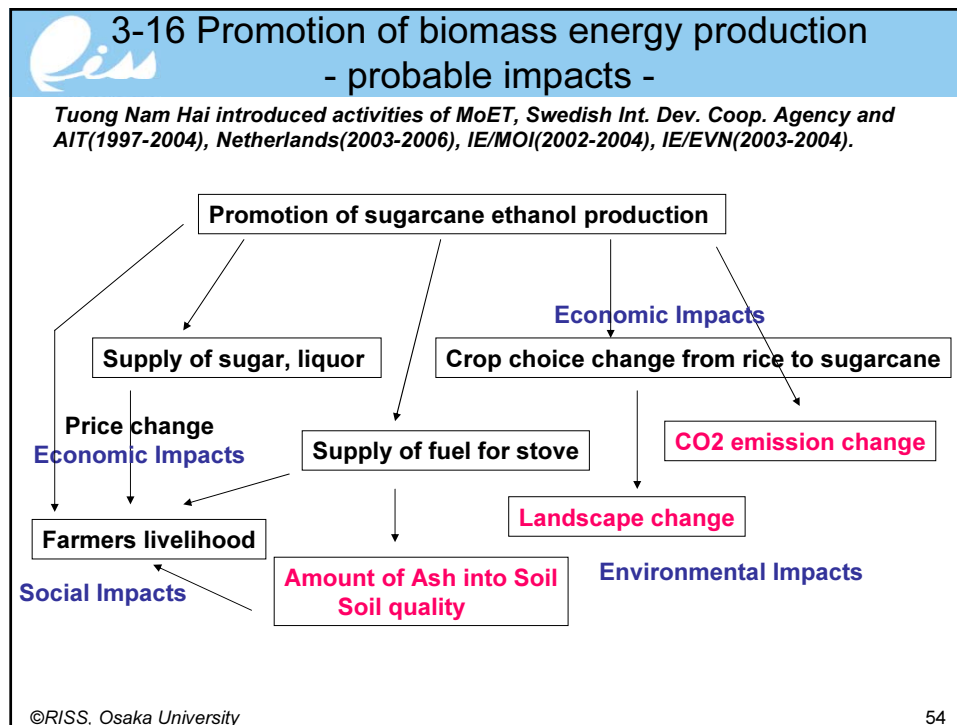 Riss
3-16 Promotion of biomass energy production
- probable impacts -
Tuong Nam Hai introduced activities of MoET, Swedish Int. Dev. Coop. Agency and
AIT(1997-2004), Netherlands(2003-2006), IE/MOI(2002-2004), IE/EVN(2003-2004).
Promotion of sugarcane ethanol production
Economic Impacts
Supply of sugar, liquor
Crop choice change from rice to sugarcane
Price change
Economic Impacts
Supply of fuel for stove
CO2 emission change
Farmers livelihood
Landscape change
Social Impacts
Amount of Ash into Soil
Soil quality
Environmental Impacts
©RISS, Osaka University
54